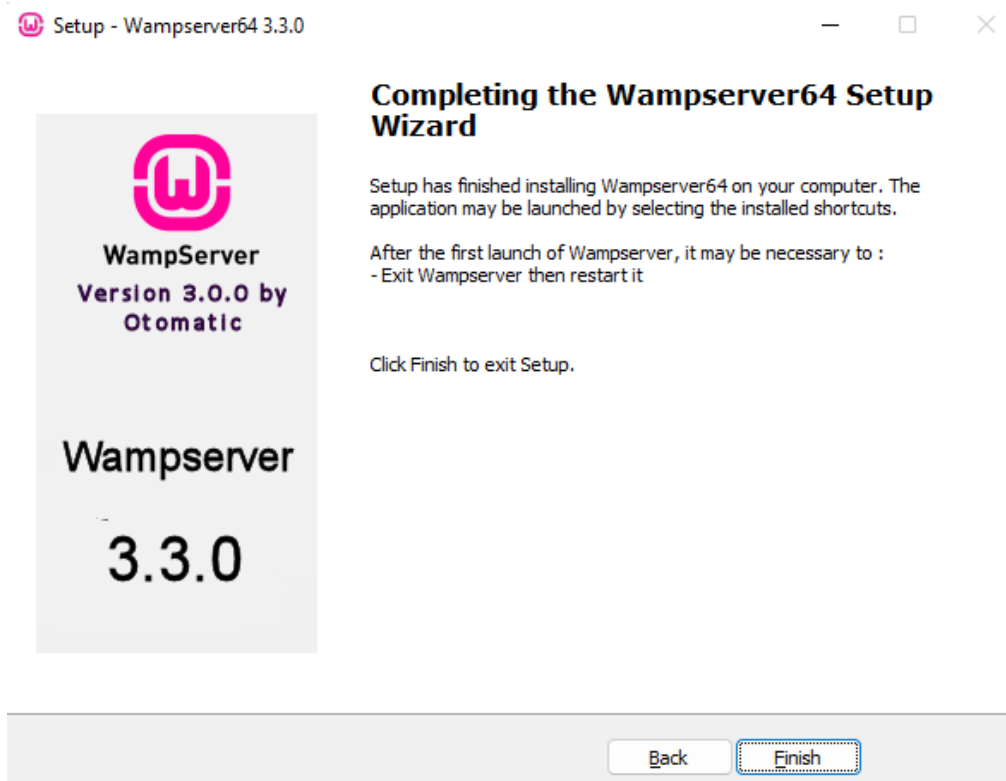 Setup - Wampserver64 3.3.0
Completing the Wampserver64 Setup
Wizard
Setup has finished installing Wampserver64 on your computer. The
application may be launched by selecting the installed shortcuts.
After the first launch of Wampserver, it may be necessary to :
- Exit Wampserver then restart it
Click Finish to exit Setup.
WampServer
Version 3.0.0 by
Otomatic
Wampserver
3.3.0
Back
Finish